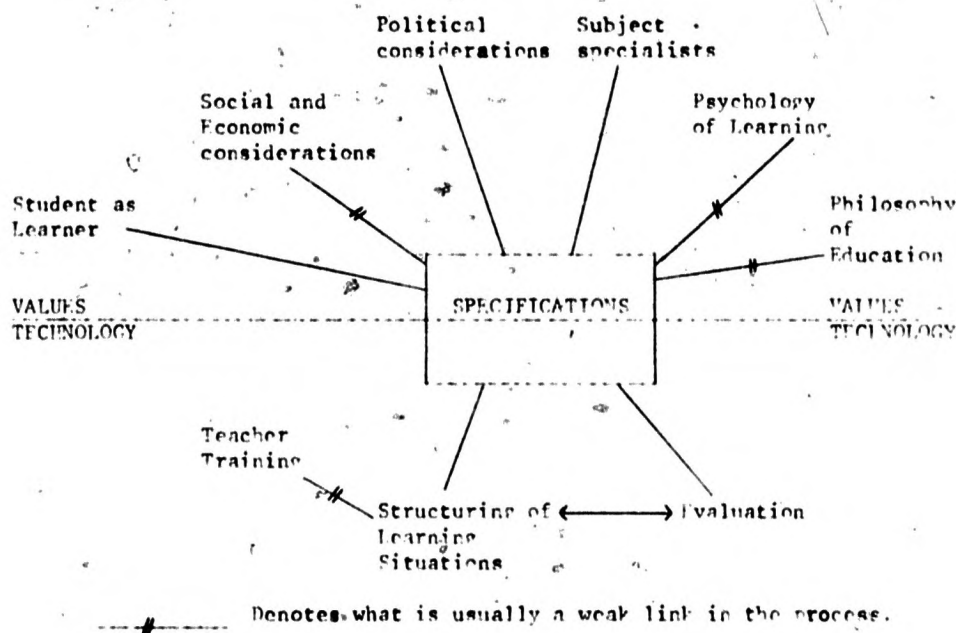 Political
considerations
Subject
specialists
Social and
Economic
considerations
Psychology
of Learning
Student as
Learner
Philosophy
of
Education
VALUES
TECHNOLOGY
SPECIFICATIONS
VALUES
TECHNOLOGY
Teacher
Training
Structuring of
Learning
Situations
Evaluation
Denotes what is usually a weak link in the process.